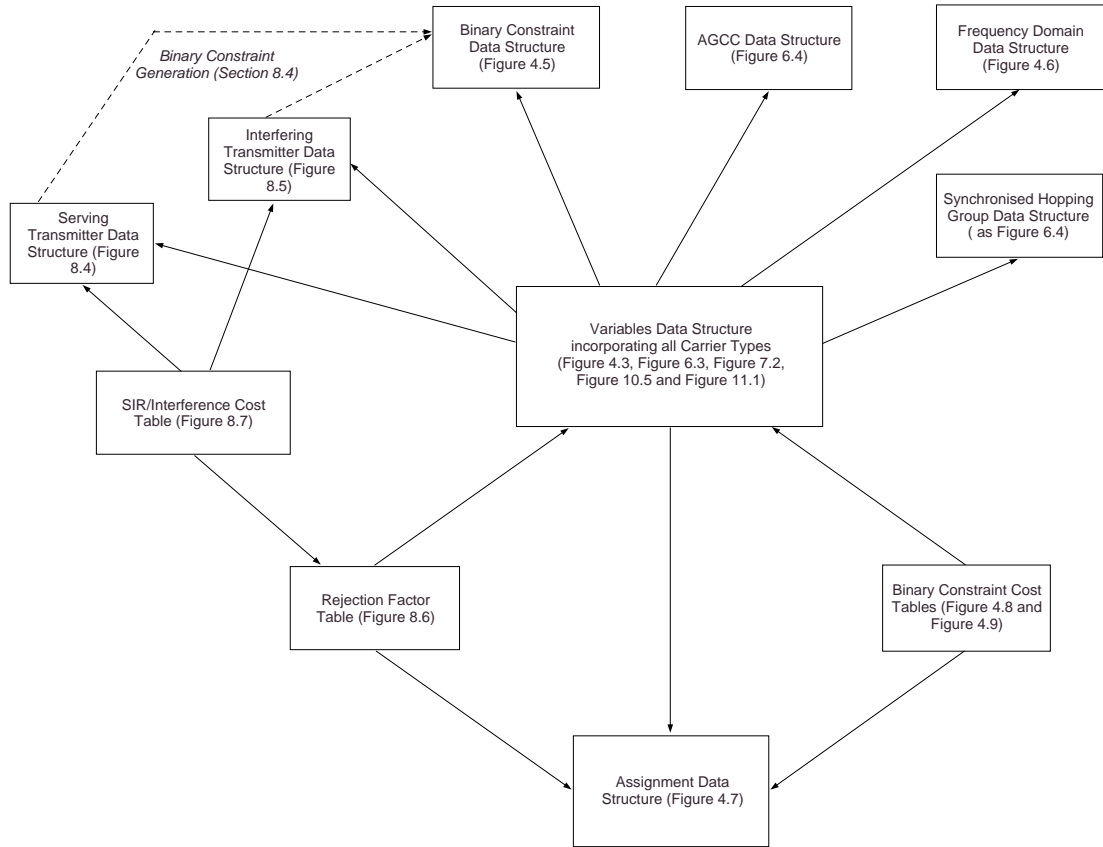 Binary Constraint
Data Structure
(Figure 4.5)
AGCC Data Structure
(Figure 6.4)
Frequency Domain
Data Structure
(Figure 4.6)
Binary Constraint
Generation (Section 8.4)
Interfering
Transmitter Data
Structure (Figure
8.5)
Synchronised Hopping
Group Data Structure
( as Figure 6.4)
Serving
Transmitter Data
Structure (Figure
8.4)
Variables Data Structure
incorporating all Carrier Types
(Figure 4.3, Figure 6.3, Figure 7.2,
Figure 10.5 and Figure 11.1)
SIR/Interference Cost
Table (Figure 8.7)
Rejection Factor
Table (Figure 8.6)
Binary Constraint Cost
Tables (Figure 4.8 and
Figure 4.9)
Assignment Data
Structure (Figure 4.7)